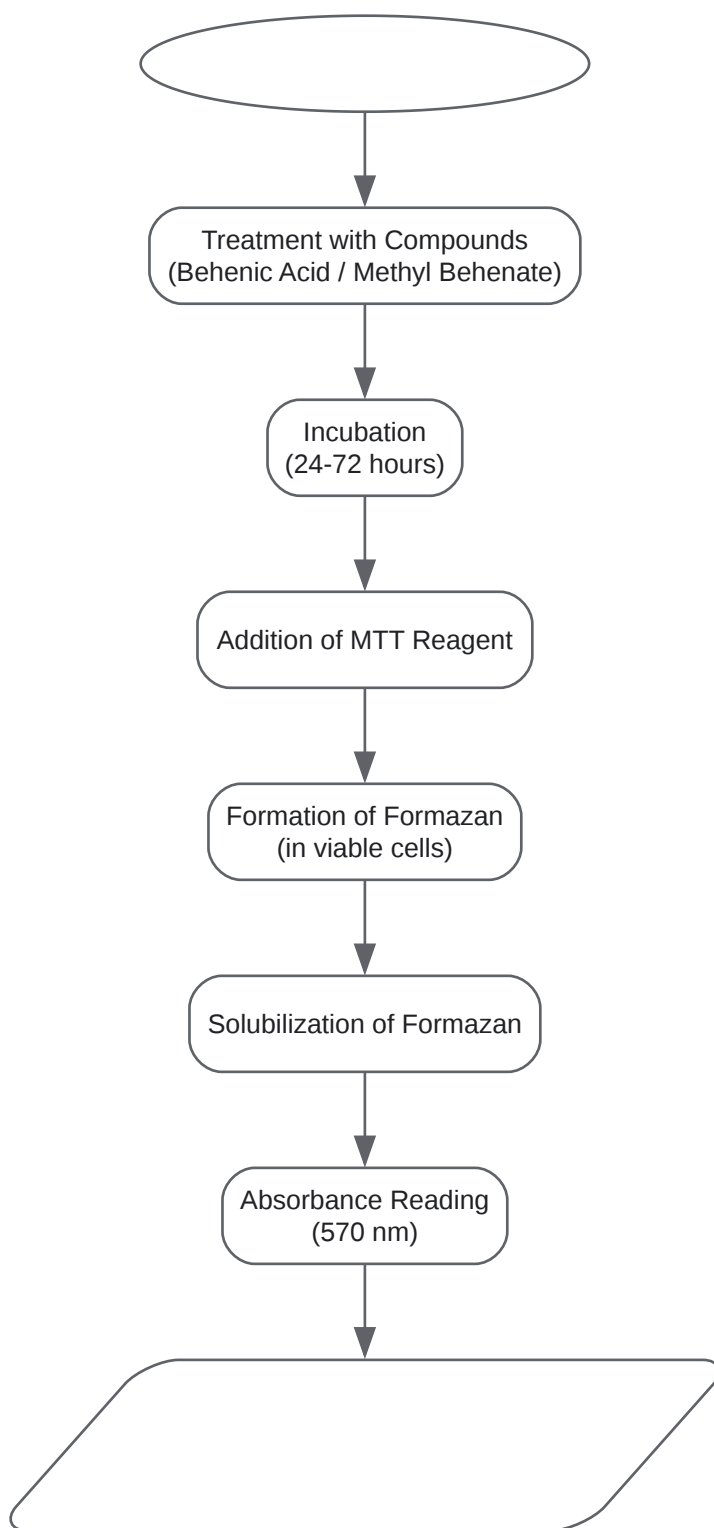 Treatment with Compounds
(Behenic Acid / Methyl Behenate)
Incubation
(24-72 hours)
Addition of MTT Reagent
Formation of Formazan
(in viable cells)
Solubilization of Formazan
Absorbance Reading
(570 nm)